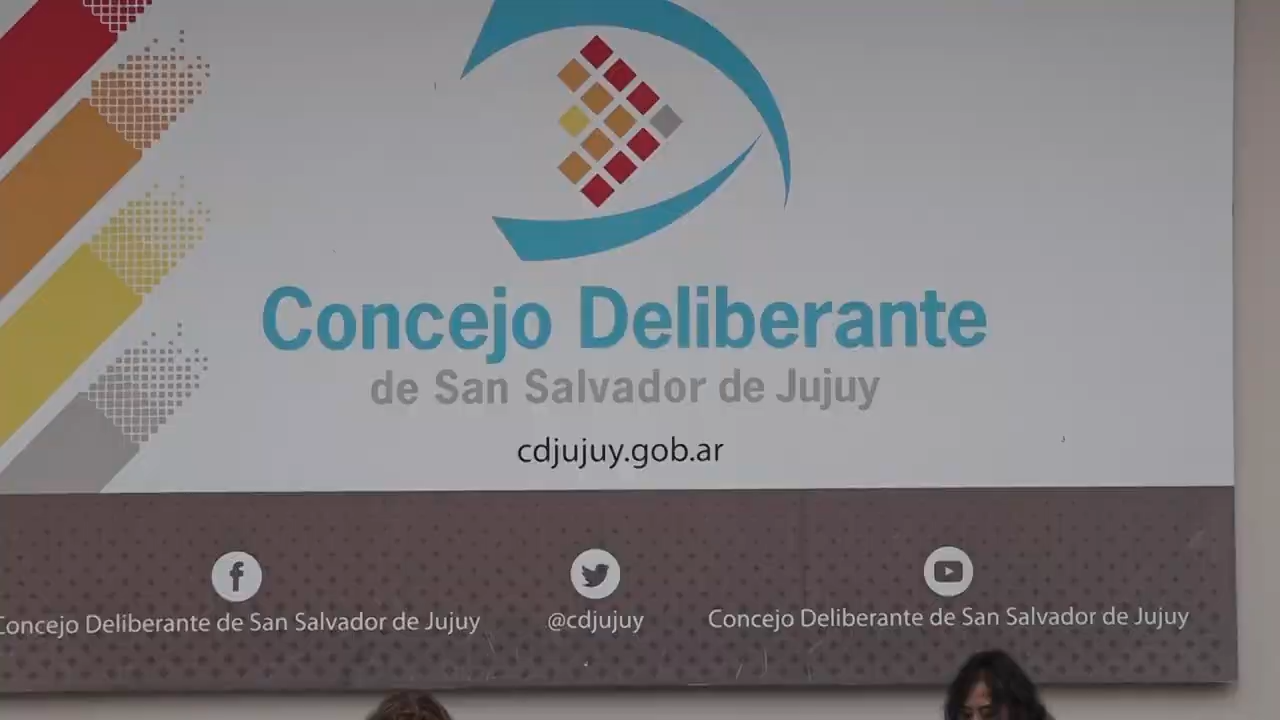 Concejo Deliberante
de San Salvador de Jujuy
cdjujuy.gob.ar
Concejo Deliberante de San Salvador de Jujuy
@cdjujuy
Concejo Deliberante de San Salvador de Jujuy